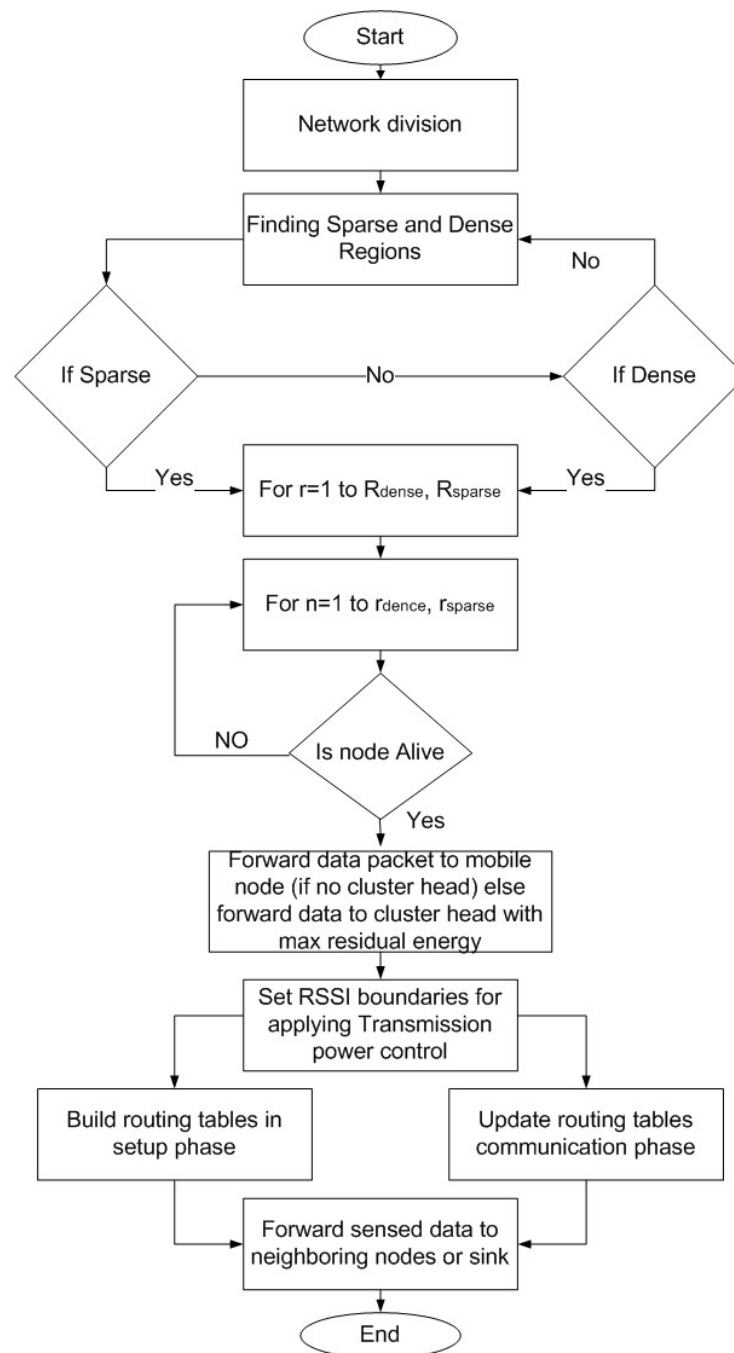 Start
Network division
Finding Sparse and Dense
Regions
No
If Sparse
No
If Dense
Yes
For r=1 to Rdense, Rsparse
Yes
For n=1 to rdence, rsparse
NO
Is node Alive
Yes
Forward data packet to mobile
node (if no cluster head) else
forward data to cluster head with
max residual energy
Set RSSI boundaries for
applying Transmission
power control
Build routing tables in
setup phase
Update routing tables
communication phase
Forward sensed data to
neighboring nodes or sink
End